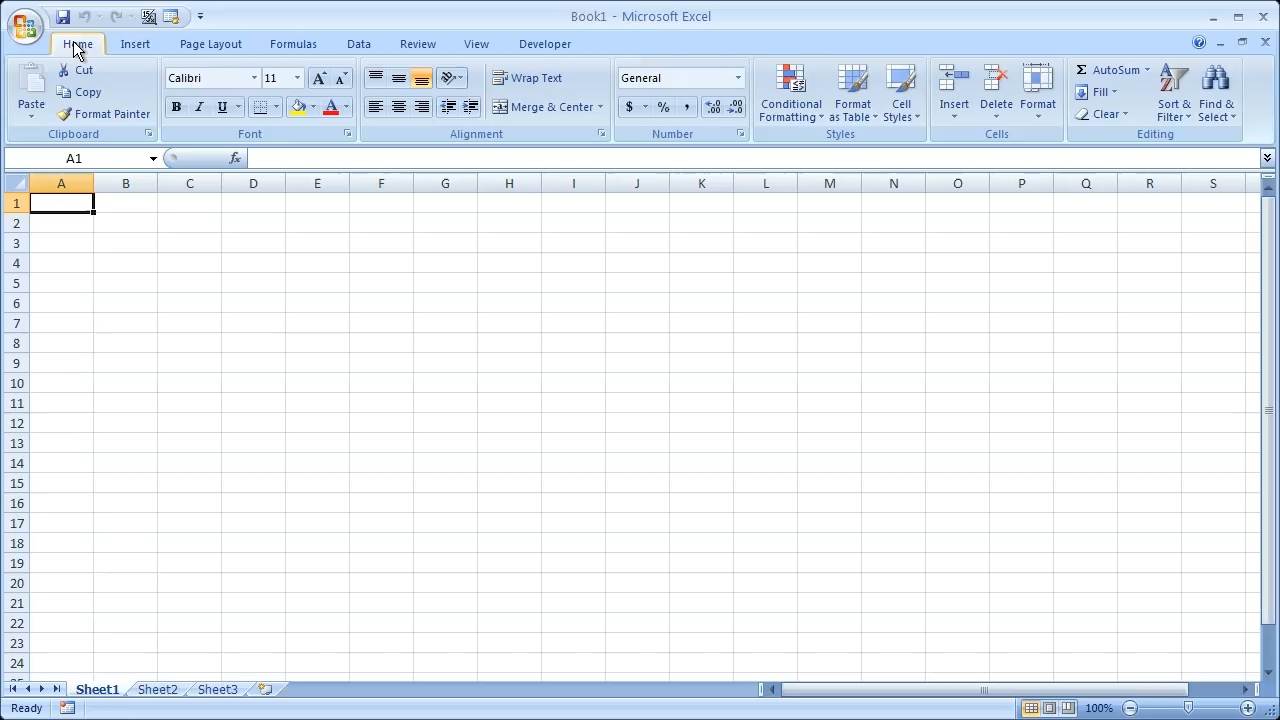 Book1 - Microsoft Excel
Home Insert Page Layout Formulas Data Review View Developer
Paste Cut Copy Format Painter
Calibri 11
B I U A
Wrap Text
Merge & Center
General
$ % ,
Conditional Formatting
Format as Table
Cell Styles
Insert Delete Format
Σ AutoSum
Fill
Clear
Sort & Filter
Find & Select
Clipboard Font Alignment Number Styles Cells Editing
A1 fx
A B C D E F G H I J K L M N O P Q R S
1
2
3
4
5
6
7
8
9
10
11
12
13
14
15
16
17
18
19
20
21
22
23
24
Sheet1 Sheet2 Sheet3
Ready 100%